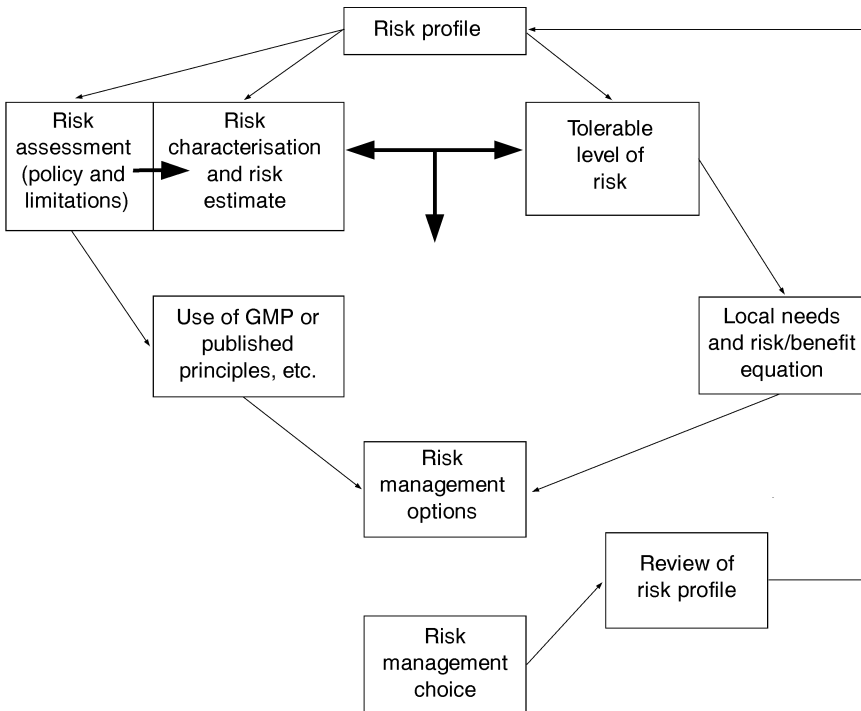 Risk profile
Risk
assessment
(policy and
limitations)
Risk
characterisation
and risk
estimate
Tolerable
level of
risk
Use of GMP or
published
principles, etc.
Local needs
and risk/benefit
equation
Risk
management
options
Review of
risk profile
Risk
management
choice